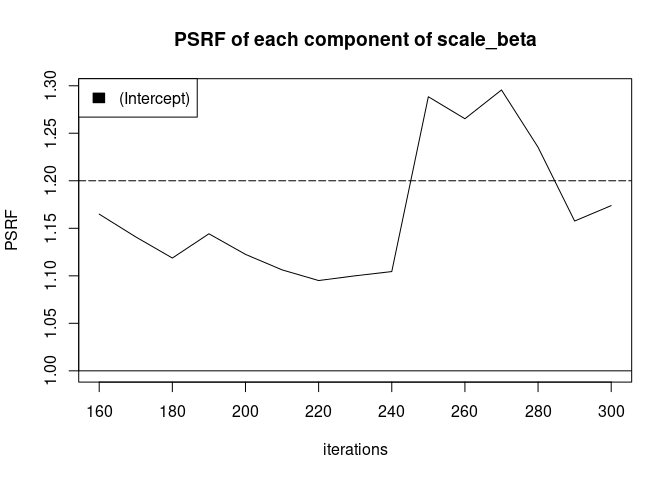 PSRF of each component of scale_beta
(Intercept)
1.30
1.25
1.20
1.15
1.10
1.05
1.00
PSRF
160 180 200 220 240 260 280 300
iterations